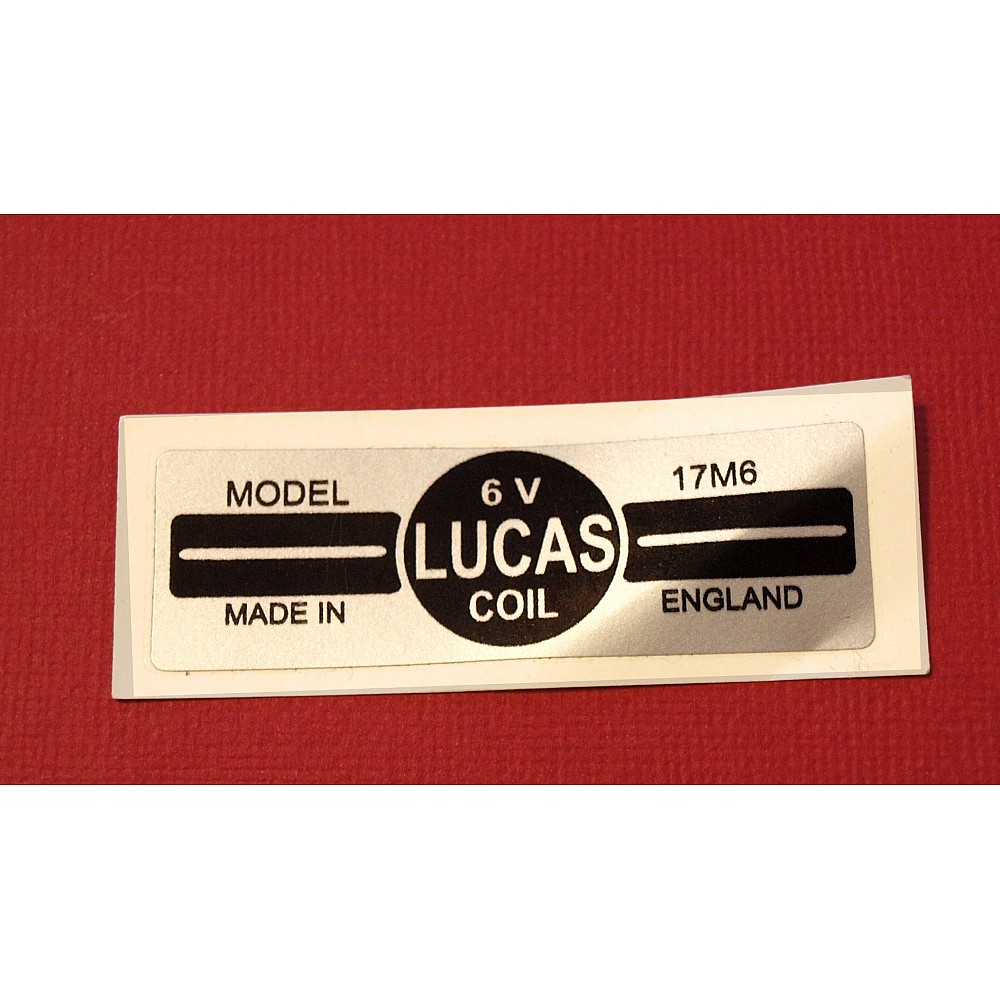 MODEL 6 V 17M6
LUCAS
MADE IN COIL ENGLAND